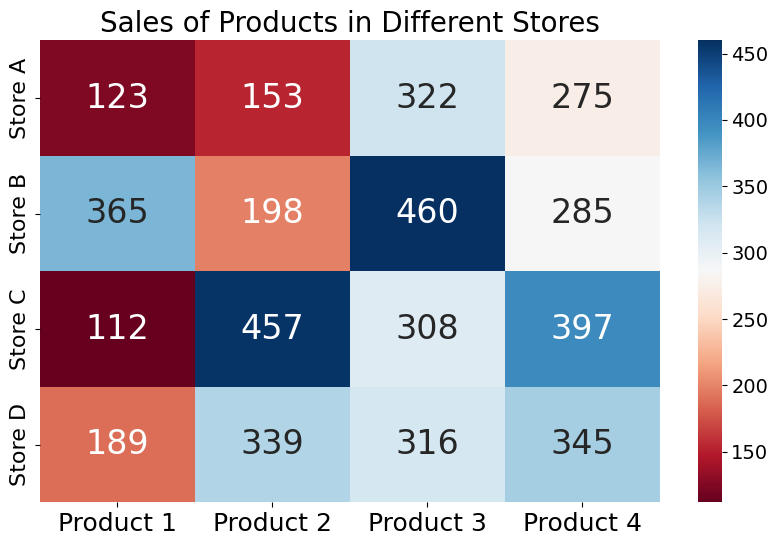 Sales of Products in Different Stores
Store A 123 153 322 275
Store B 365 198 460 285
Store C 112 457 308 397
Store D 189 339 316 345
Product 1 Product 2 Product 3 Product 4
450
400
350
300
250
200
150